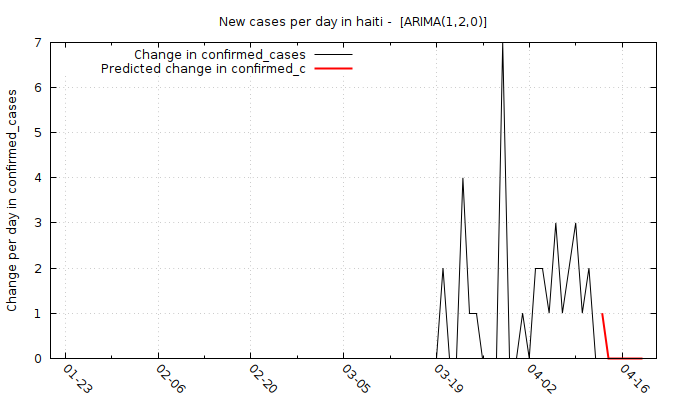 New cases per day in haiti -  [ARIMA(1,2,0)]
Change in confirmed_cases
Predicted change in confirmed_c
Change per day in confirmed_cases
7
6
5
4
3
2
1
0
01-23 02-06 02-20 03-05 03-19 04-02 04-16